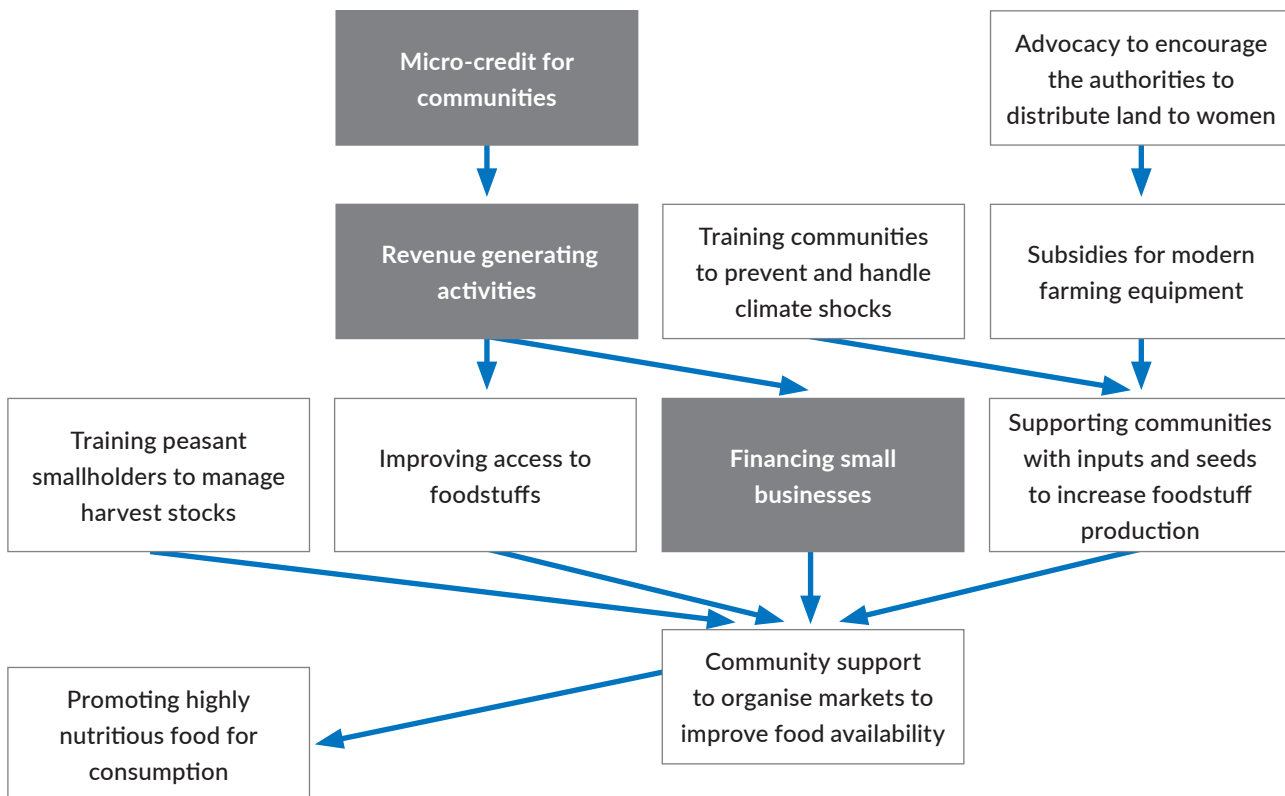 Micro-credit for
communities
Advocacy to encourage
the authorities to
distribute land to women
Revenue generating
activities
Training communities
to prevent and handle
climate shocks
Subsidies for modern
farming equipment
Training peasant
smallholders to manage
harvest stocks
Improving access to
foodstuffs
Financing small
businesses
Supporting communities
with inputs and seeds
to increase foodstuff
production
Community support
to organise markets to
improve food availability
Promoting highly
nutritious food for
consumption